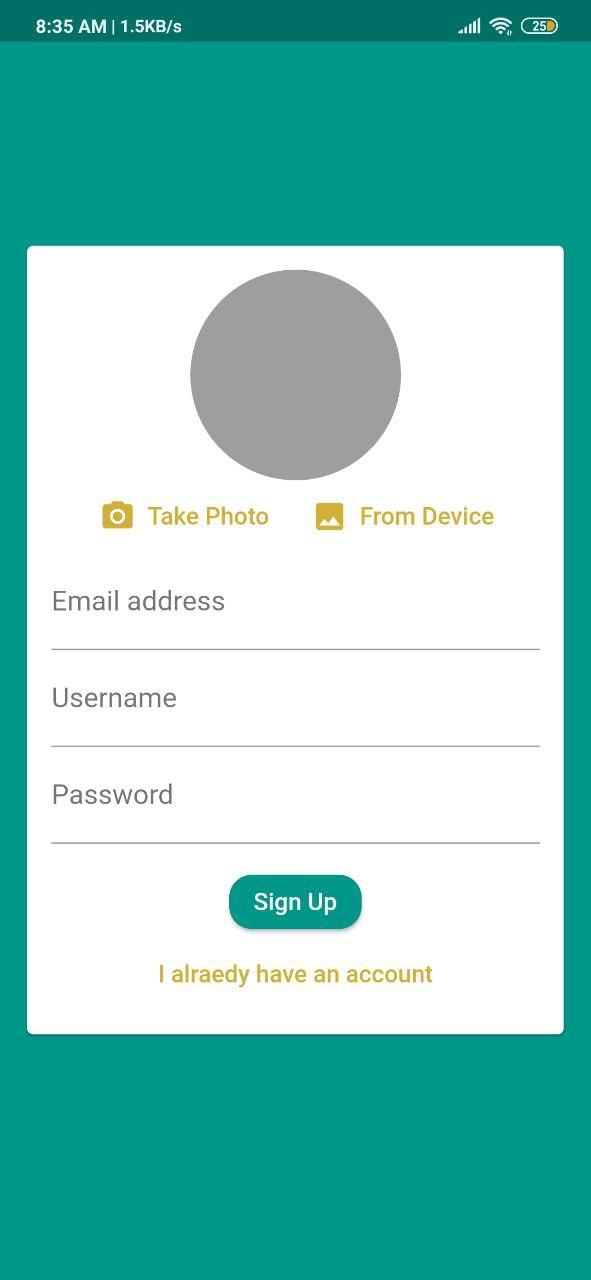 8:35 AM | 1.5KB/s 25
Take Photo From Device
Email address
Username
Password
Sign Up
I alraedy have an account